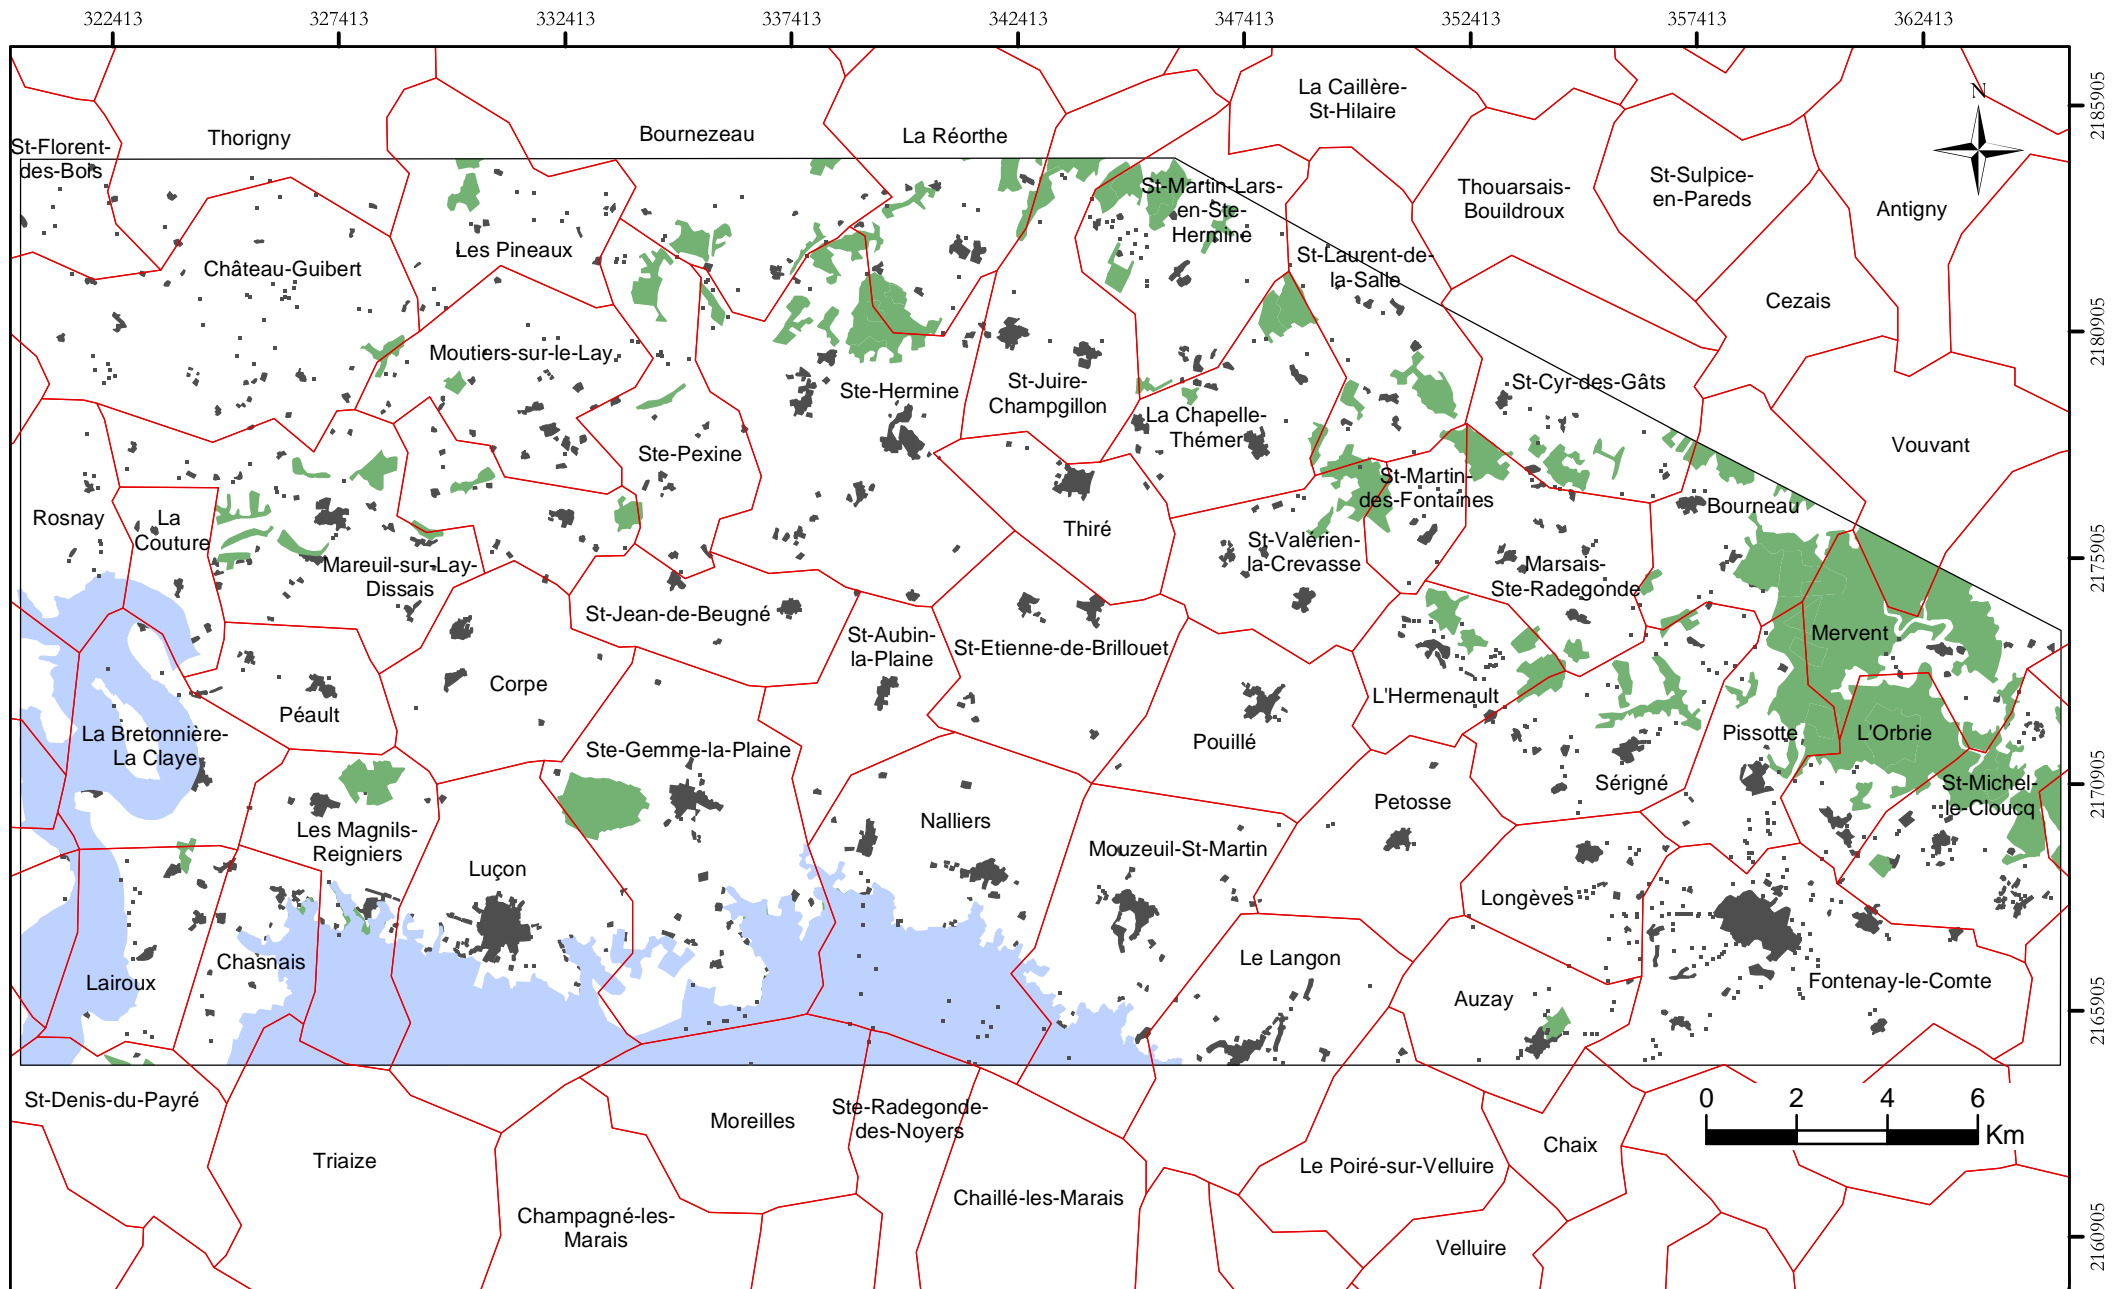 322413 327413 332413 337413 342413 347413 352413 357413 362413
2185905
2180905
2175905
2170905
2165905
2160905
N
La Caillère-
St-Hilaire
St-Florent-
des-Bois
Thorigny
Bournezeau
La Réorthe
St-Martin-Lars-
en-Ste-
Hermine
Thouarsais-
Bouildroux
St-Sulpice-
en-Pareds
Antigny
Château-Guibert
Les Pineaux
St-Laurent-de-
la-Salle
Cezais
Moutiers-sur-le-Lay
Ste-Hermine
St-Juire-
Champgillon
St-Cyr-des-Gâts
La Chapelle-
Thémer
Vouvant
Ste-Pexine
St-Martin-
des-Fontaines
Rosnay
La
Couture
Thiré
Bourneau
St-Valérien-
la-Crevasse
Mareuil-sur-Lay-
Dissais
Marsais-
Ste-Radegonde
St-Jean-de-Beugné
St-Aubin-
la-Plaine
St-Etienne-de-Brillouet
Mervent
Corpe
L'Hermenault
Péault
La Bretonnière-
La Claye
Ste-Gemme-la-Plaine
Pouillé
Pissotte
L'Orbrie
Sérigné
St-Michel-
le-Cloucq
Petosse
Les Magnils-
Reigniers
Nalliers
Mouzeuil-St-Martin
Luçon
Longèves
Lairoux
Chasnais
Le Langon
Auzay
Fontenay-le-Comte
St-Denis-du-Payré
Moreilles
Ste-Radegonde-
des-Noyers
0 2 4 6
Km
Triaize
Chaix
Le Poiré-sur-Velluire
Chaillé-les-Marais
Champagné-les-
Marais
Velluire